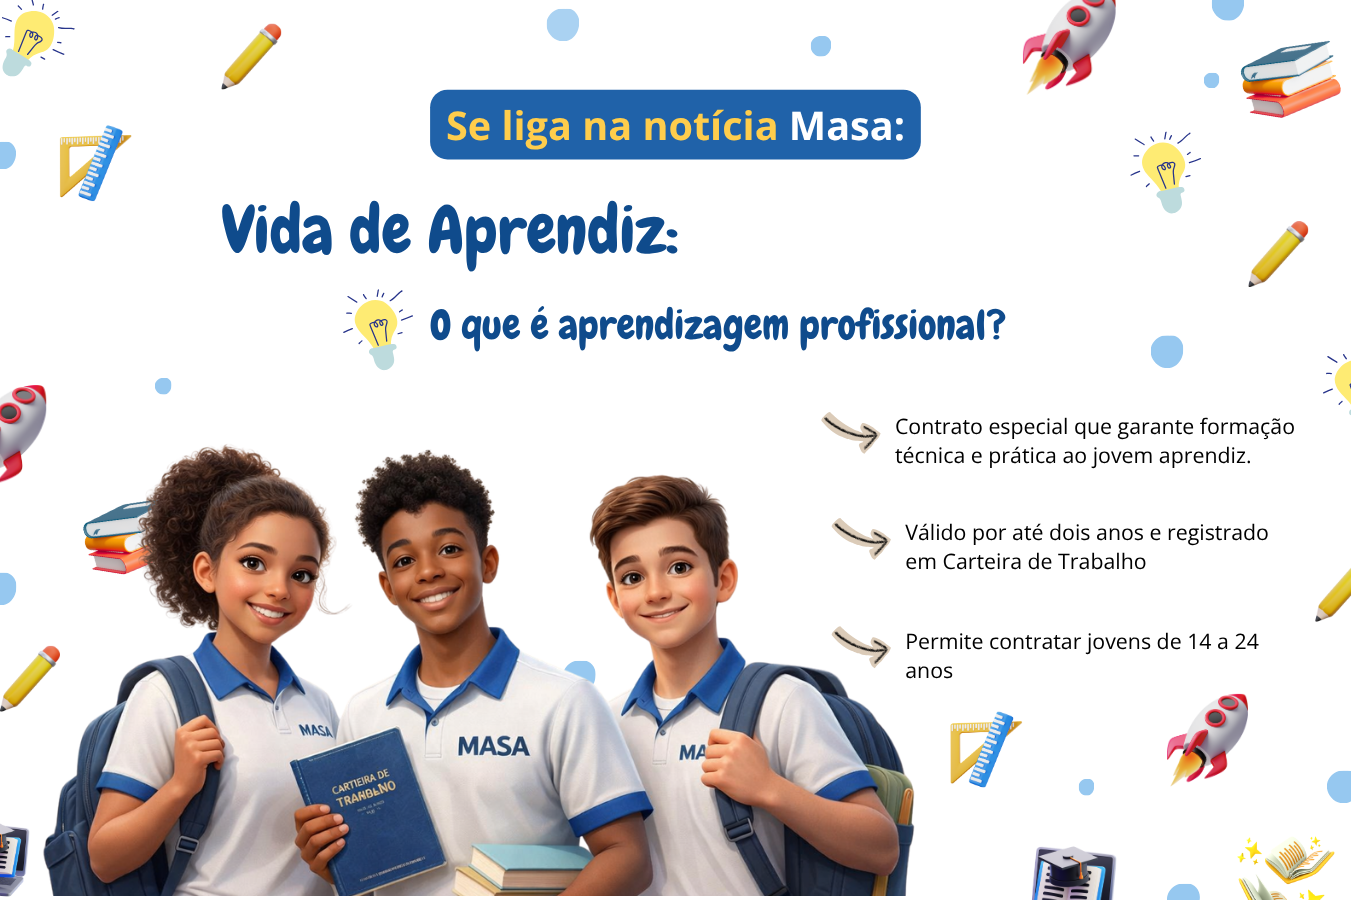 Se liga na notícia Masa:
Vida de Aprendiz:
O que é aprendizagem profissional?
Contrato especial que garante formação
técnica e prática ao jovem aprendiz.
Válido por até dois anos e registrado
em Carteira de Trabalho
Permite contratar jovens de 14 a 24
anos
MASA
MASA
MA
CARTIEIRA DE